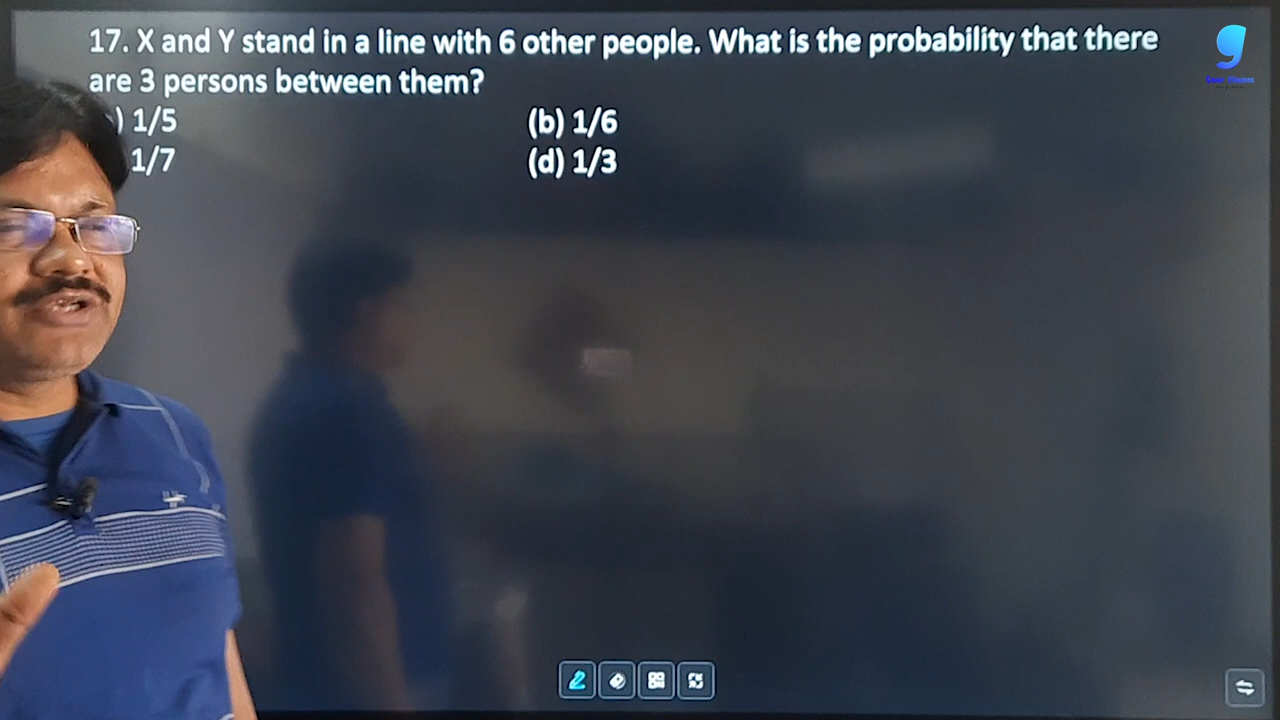 17. X and Y stand in a line with 6 other people. What is the probability that there
are 3 persons between them?
) 1/5 (b) 1/6
1/7 (d) 1/3